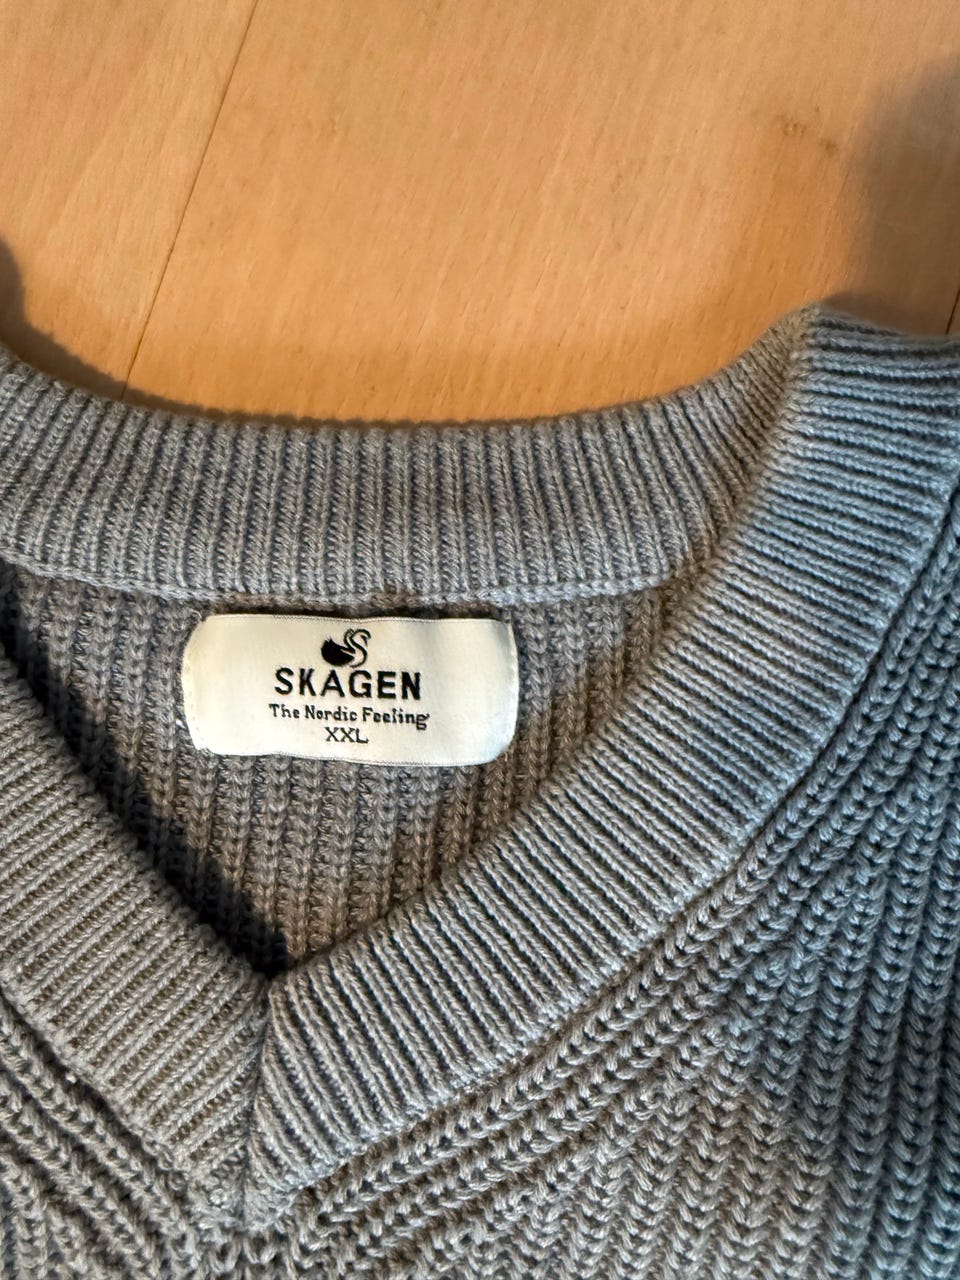 SKAGEN
The Nordic Feeling
XXL